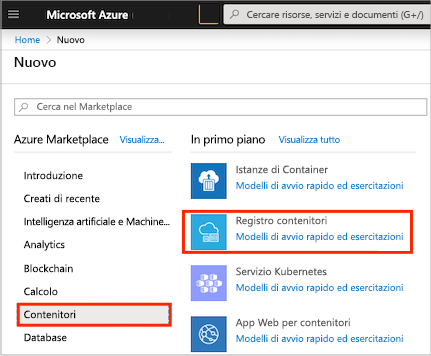 Microsoft Azure
Cercare risorse, servizi e documenti (G+/)
Home > Nuovo
Nuovo
Cerca nel Marketplace
Azure Marketplace Visualizza...
Introduzione
Creati di recente
Intelligenza artificiale e Machine...
Analytics
Blockchain
Calcolo
Contenitori
Database
In primo piano Visualizza tutto
Istanze di Container
Modelli di avvio rapido ed esercitazioni
Registro contenitori
Modelli di avvio rapido ed esercitazioni
Servizio Kubernetes
Modelli di avvio rapido ed esercitazioni
App Web per contenitori
Modelli di avvio rapido ed esercitazioni